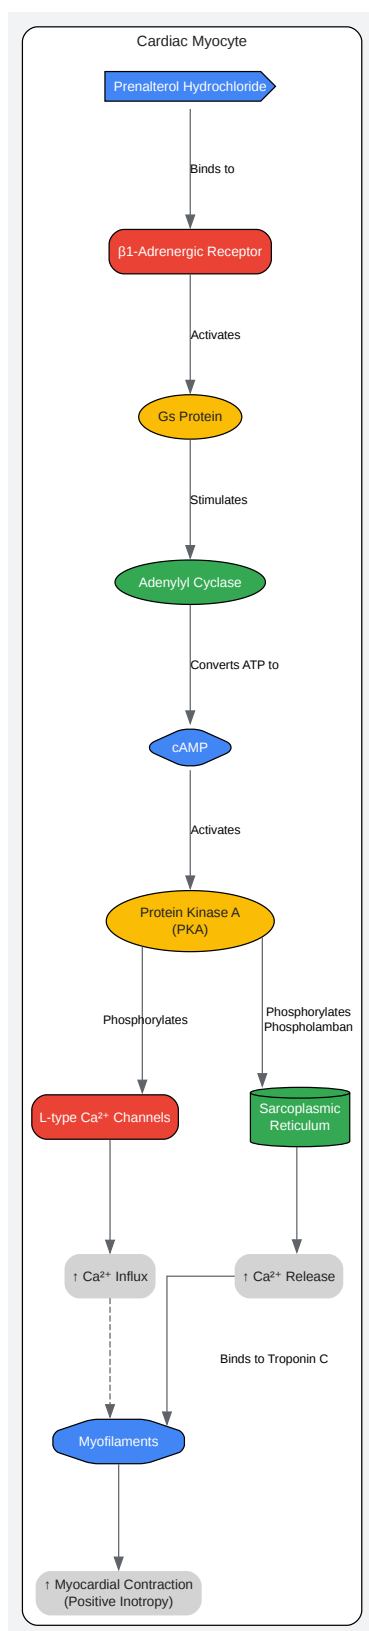 Cardiac Myocyte
Prenalterol Hydrochloride
Binds to
β1-Adrenergic Receptor
Activates
Gs Protein
Stimulates
Adenylyl Cyclase
Converts ATP to
cAMP
Activates
Protein Kinase A
(PKA)
Phosphorylates
Phosphorylates
Phospholamban
L-type Ca²⁺ Channels
Sarcoplasmic
Reticulum
↑ Ca²⁺ Influx
↑ Ca²⁺ Release
Binds to Troponin C
Myofilaments
↑ Myocardial Contraction
(Positive Inotropy)